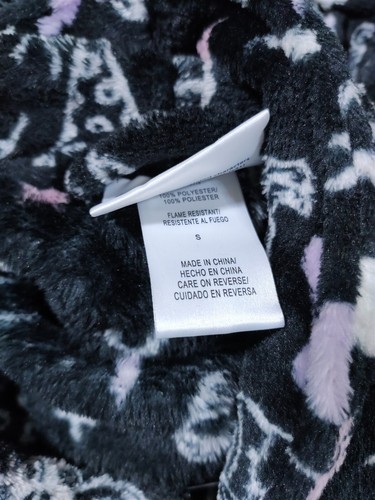 100% POLYESTER/
100% POLIESTER
FLAME RESISTANT/
RESISTENTE AL FUEGO
S
MADE IN CHINA/
HECHO EN CHINA
CARE ON REVERSE/
CUIDADO EN REVERSA